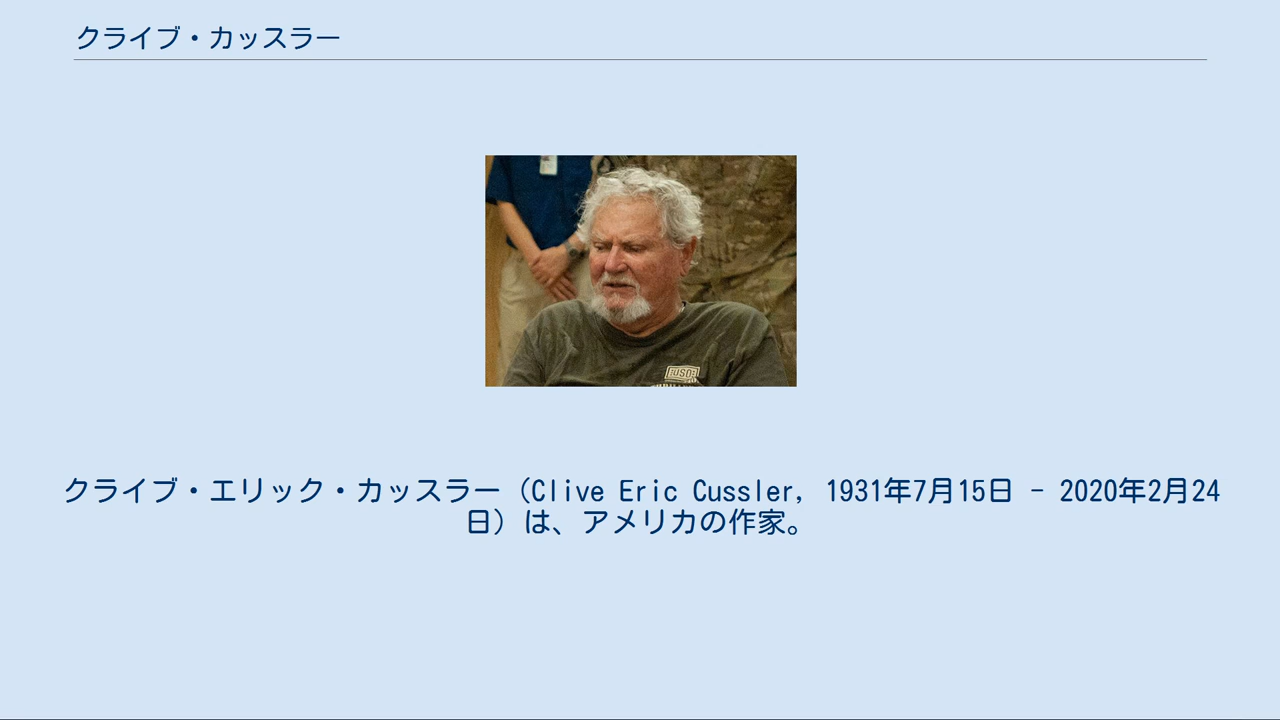 クライブ・カッスラー
USO
クライブ・エリック・カッスラー（Clive Eric Cussler, 1931年7月15日 - 2020年2月24
日）は、アメリカの作家。